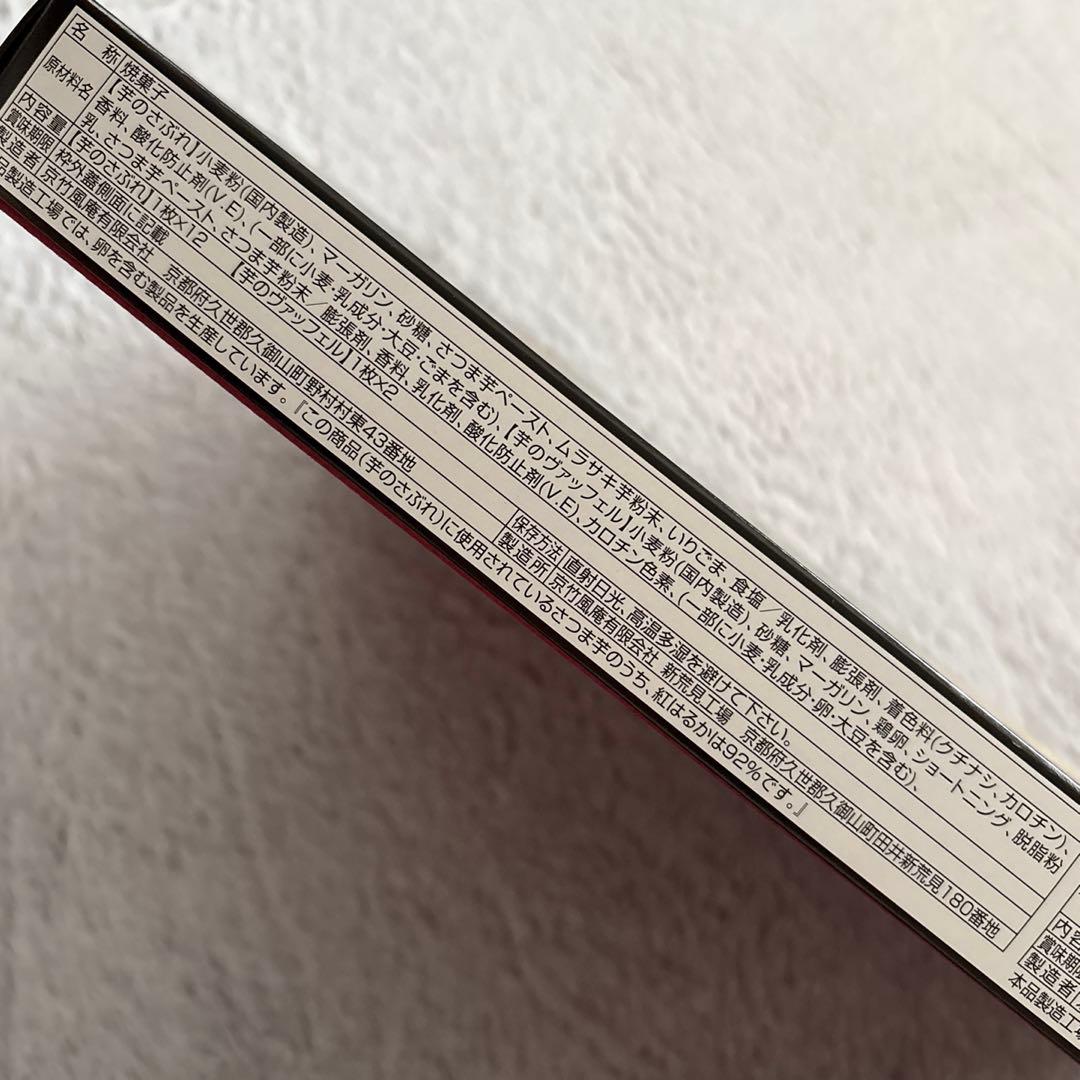 名　称 焼菓子
原材料名 【芋のさぶれ】小麦粉(国内製造)、マーガリン、砂糖、さつま芋ペースト、ムラサキ芋粉末、いりごま、食塩／乳化剤、膨張剤、着色料(クチナシ、カロチン)、
香料、酸化防止剤(V.E)、(一部に小麦・乳成分・大豆・ごまを含む)、【芋のヴァッフェル】小麦粉(国内製造)、砂糖、マーガリン、鶏卵、ショートニング、脱脂粉
乳、さつま芋ペースト、さつま芋粉末／膨張剤、香料、乳化剤、酸化防止剤(V.E)、カロチン色素、(一部に小麦・乳成分・卵・大豆を含む)、
内容量 【芋のさぶれ】1枚×12　【芋のヴァッフェル】1枚×2
賞味期限 枠外蓋側面に記載 保存方法 直射日光、高温多湿を避けて下さい。
製造者 京竹風庵有限会社　京都府久世郡久御山町野村村東43番地 製造所 京竹風庵有限会社 新荒見工場　京都府久世郡久御山町田井新荒見180番地
品製造工場では、卵を含む製品を生産しています。『この商品(芋のさぶれ)に使用されているさつま芋のうち、紅はるかは92%です。』
内容
賞味期限
製造者
本品製造工場